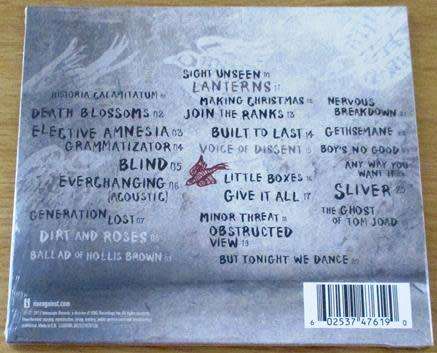 HISTORIA CALAMITATUM 01
DEATH BLOSSOMS 02
ELECTIVE AMNESIA 03
GRAMMATIZATOR 04
BLIND 05
EVERCHANGING 06
(ACOUSTIC)
GENERATION LOST 07
DIRT AND ROSES 08
BALLAD OF HOLLIS BROWN 09
SIGHT UNSEEN 10
LANTERNS 11
MAKING CHRISTMAS 12
JOIN THE RANKS 13
BUILT TO LAST 14
VOICE OF DISSENT 15
LITTLE BOXES 16
GIVE IT ALL 17
MINOR THREAT 18
OBSTRUCTED
VIEW 19
BUT TONIGHT WE DANCE 20
NERVOUS
BREAKDOWN 21
GETHSEMANE
BOY'S NO GOOD
ANY WAY YOU
WANT IT
SLIVER 25
THE GHOST
OF TOM JOAD
riseagainst.com
6 02537 47619 0